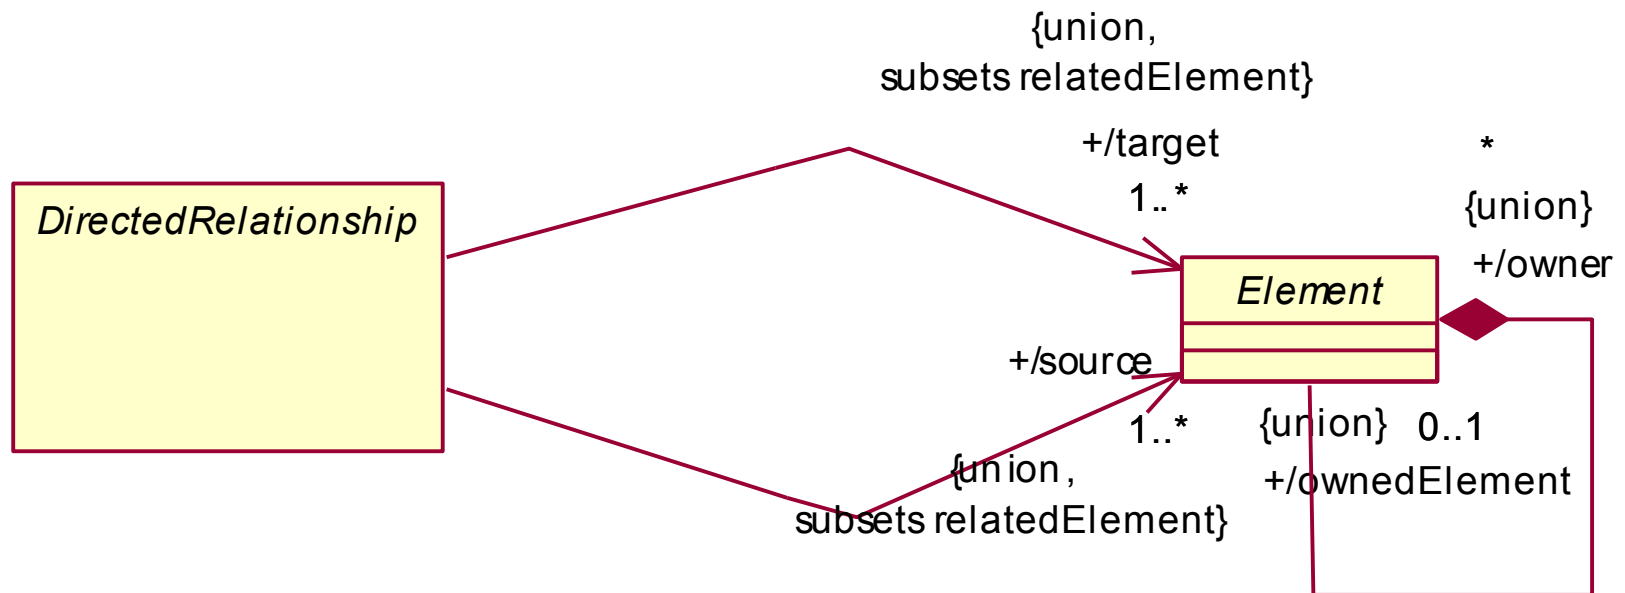 {union,
subsets relatedElement}
+/target
1..*
*
{union}
+/owner
DirectedRelationship
Element
+/source
1..*
{union}
0..1
+/ownedElement
{union,
subsets relatedElement}